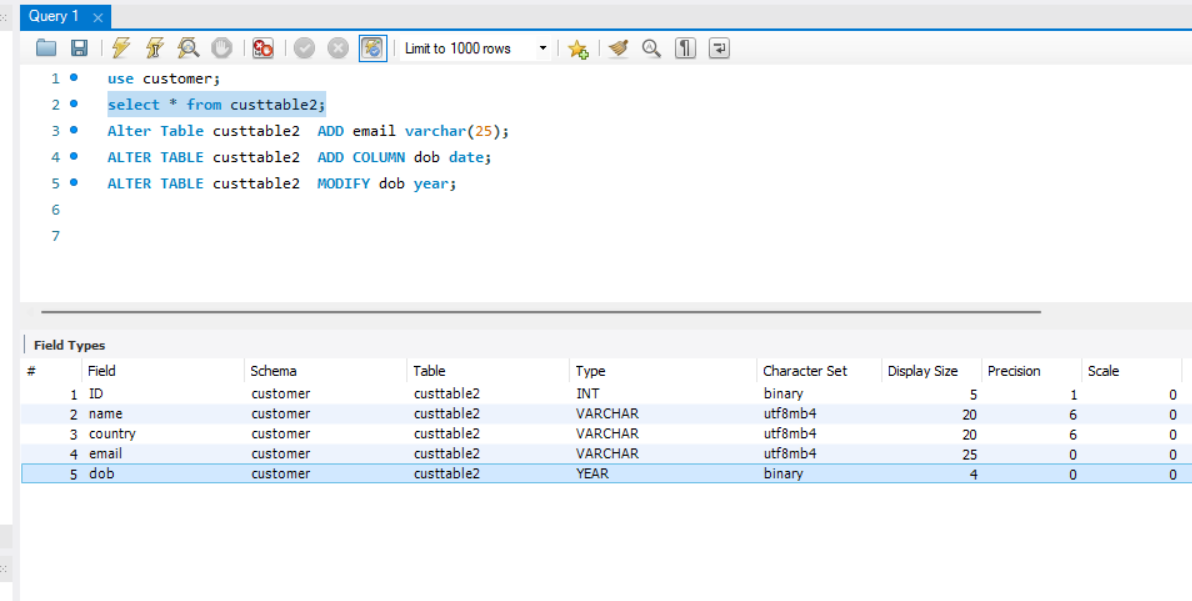 Query 1
Limit to 1000 rows
1 use customer;
2 select * from custtable2;
3 Alter Table custtable2  ADD email varchar(25);
4 ALTER TABLE custtable2  ADD COLUMN dob date;
5 ALTER TABLE custtable2  MODIFY dob year;
6
7
Field Types
# Field Schema Table Type Character Set Display Size Precision Scale
1 ID customer custtable2 INT binary 5 1 0
2 name customer custtable2 VARCHAR utf8mb4 20 6 0
3 country customer custtable2 VARCHAR utf8mb4 20 6 0
4 email customer custtable2 VARCHAR utf8mb4 25 0 0
5 dob customer custtable2 YEAR binary 4 0 0